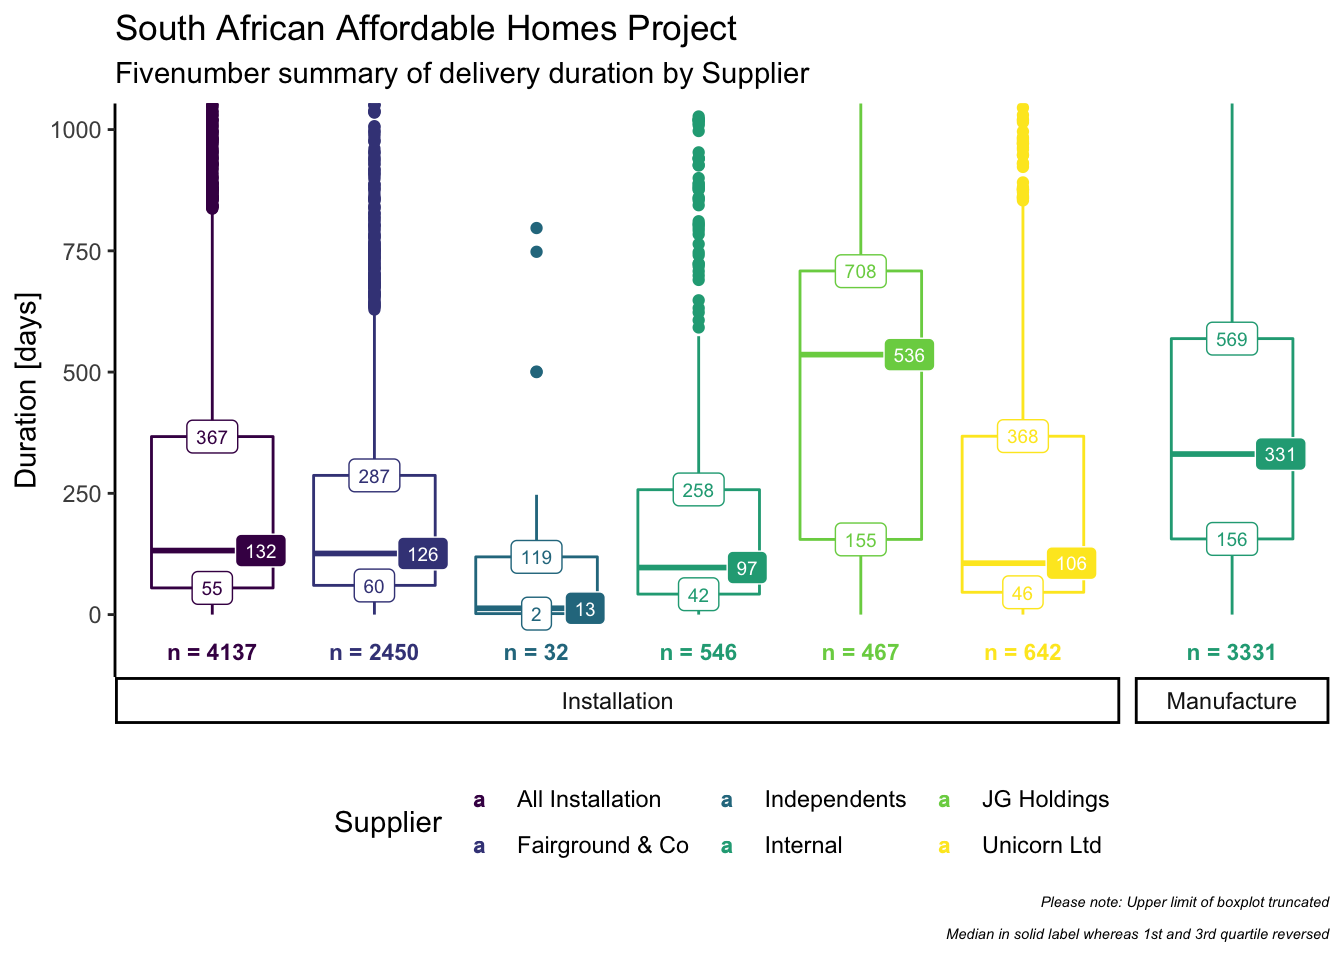 South African Affordable Homes Project
Fivenumber summary of delivery duration by Supplier
Duration [days]
1000
750
500
250
0
367
132
55
287
126
60
119
13
2
258
97
42
708
536
155
368
106
46
569
331
156
n = 4137
n = 2450
n = 32
n = 546
n = 467
n = 642
n = 3331
Installation
Manufacture
Supplier
a All Installation
a Fairground & Co
a Independents
a Internal
a JG Holdings
a Unicorn Ltd
Please note: Upper limit of boxplot truncated
Median in solid label whereas 1st and 3rd quartile reversed